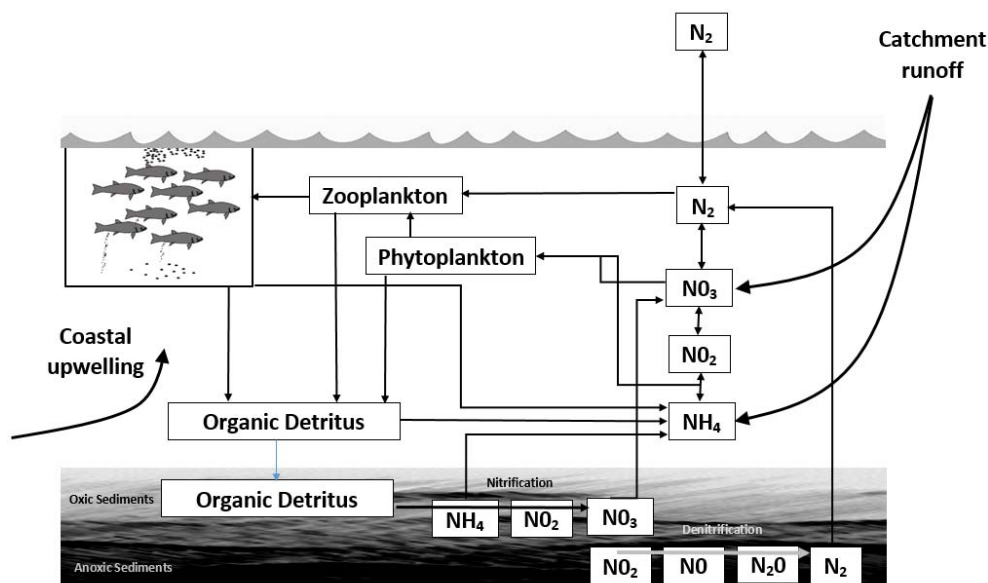 N₂
Catchment
runoff
Zooplankton
N₂
Phytoplankton
N0₃
Coastal
upwelling
N0₂
Organic Detritus
NH₄
Oxic Sediments
Organic Detritus
Nitrification
NH₄
N0₂
N0₃
Denitrification
Anoxic Sediments
N0₂
N0
N₂0
N₂